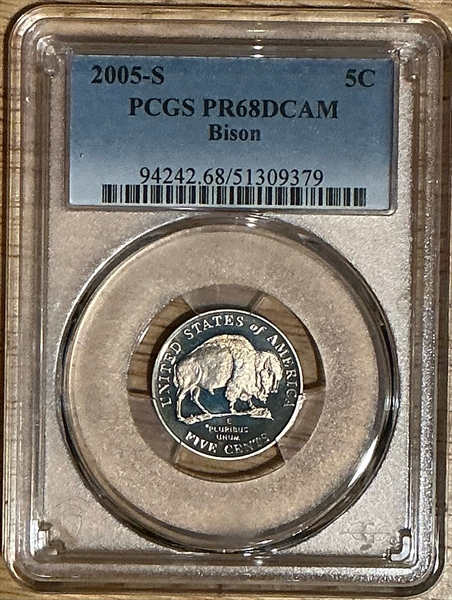 2005-S 5C
PCGS PR68DCAM
Bison
94242.68/51309379
UNITED STATES of AMERICA
E
PLURIBUS
UNUM
FIVE CENTS